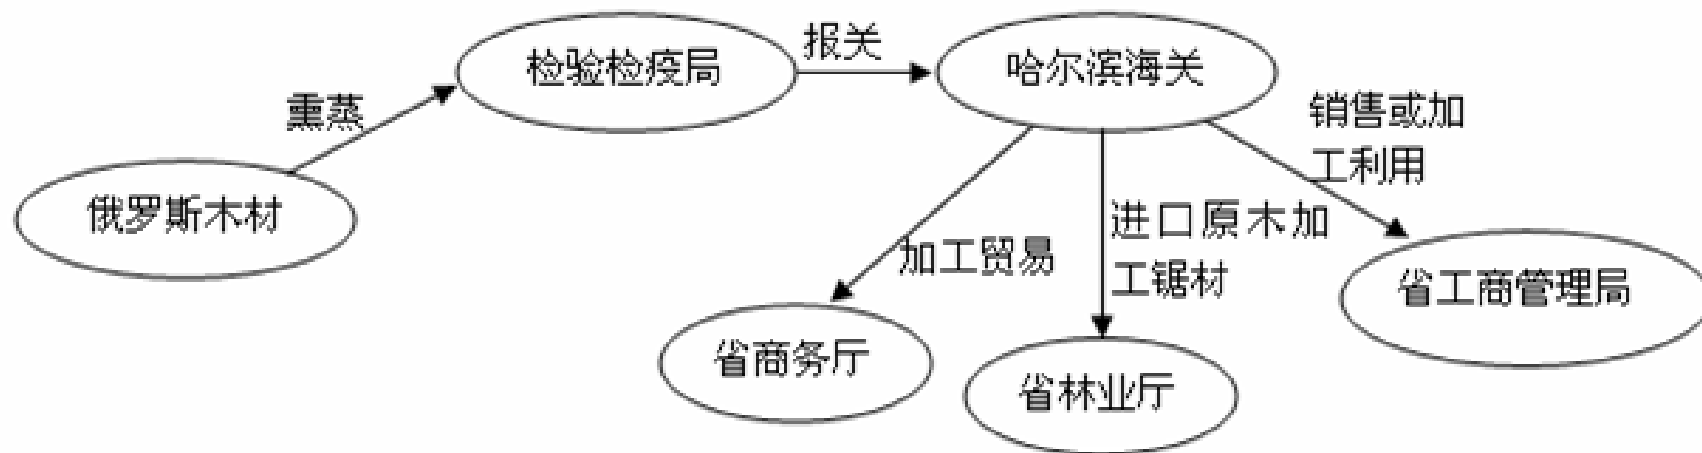 报关
检验检疫局
哈尔滨海关
熏蒸
销售或加
工利用
俄罗斯木材
进口原木加
工锯材
加工贸易
省工商管理局
省商务厅
省林业厅